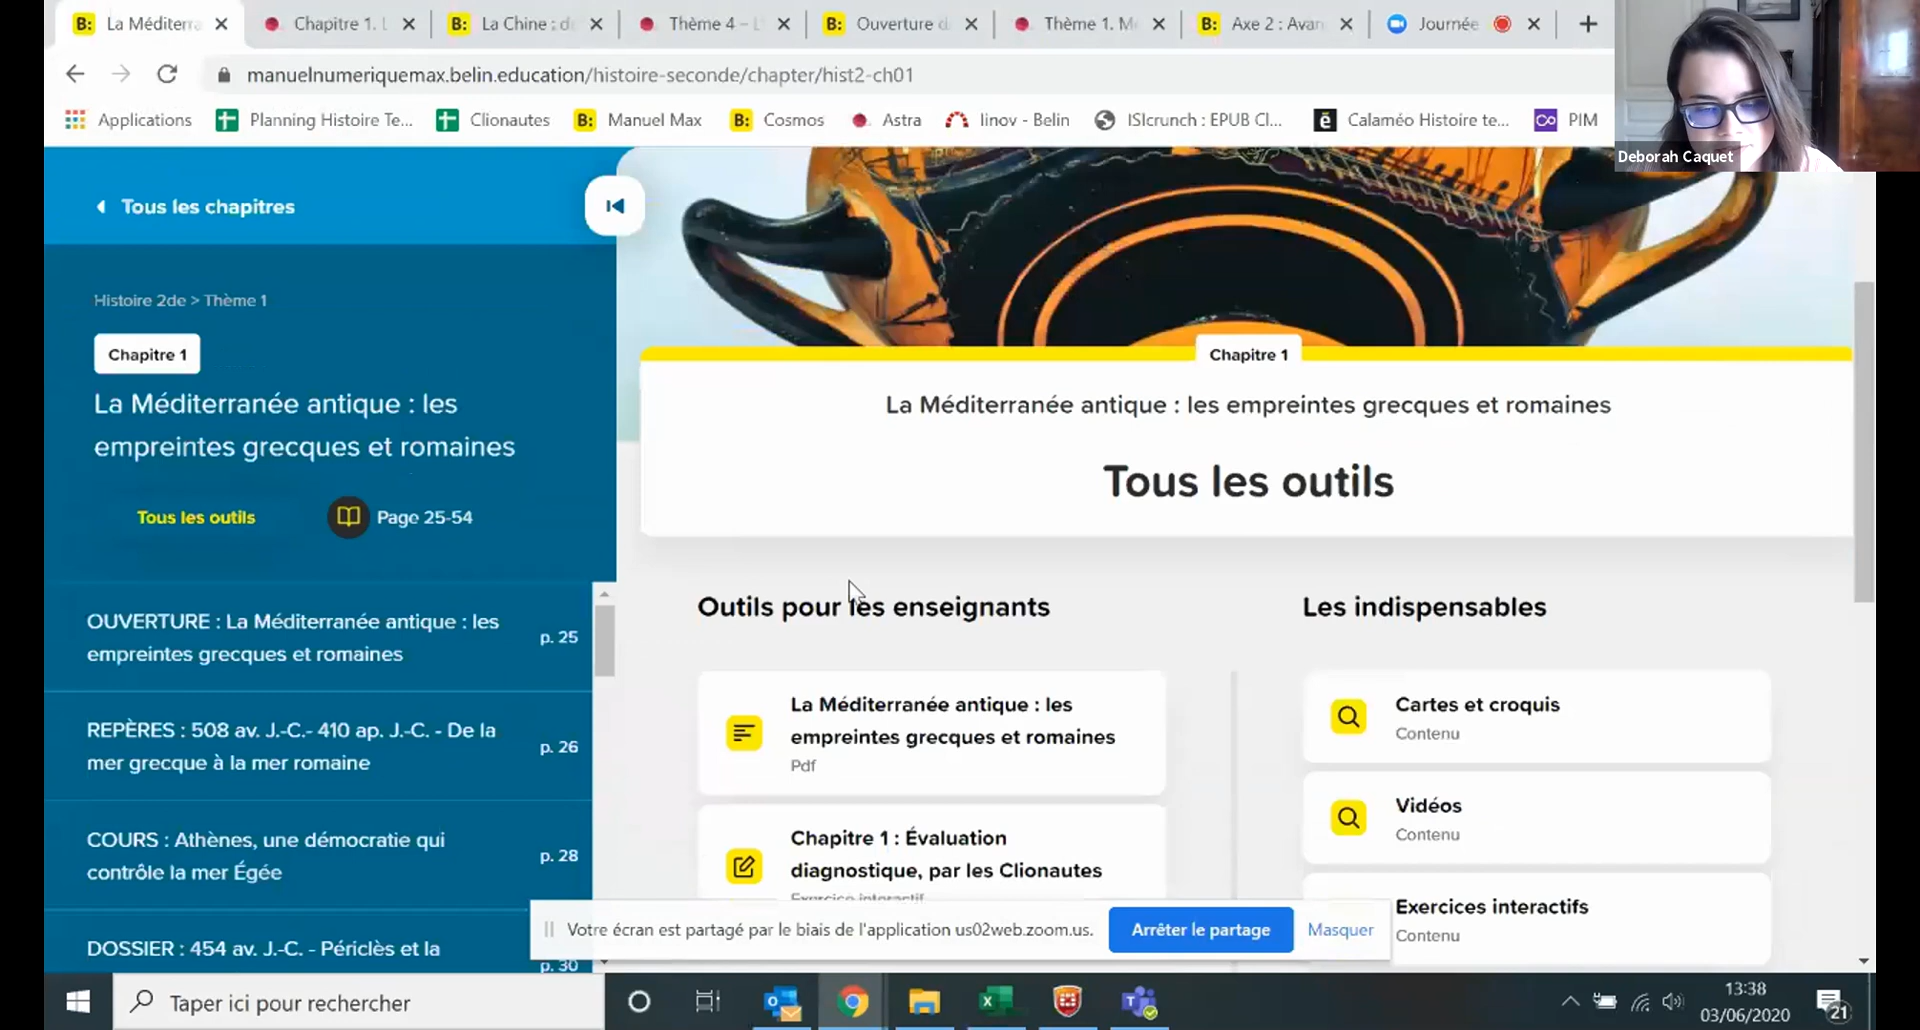 La Méditerra
Chapitre 1. L
La Chine : d
Thème 4 – L
Ouverture d
Thème 1. M
Axe 2 : Avan
Journée
manuelnumeriquemax.belin.education/histoire-seconde/chapter/hist2-ch01
Applications
Planning Histoire Te...
Clionautes
B: Manuel Max
B: Cosmos
Astra
Iinov - Belin
ISIcrunch : EPUB Cl...
Calaméo Histoire te...
PIM
Deborah Caquet
Tous les chapitres
Histoire 2de > Thème 1
Chapitre 1
La Méditerranée antique : les
empreintes grecques et romaines
Tous les outils
Page 25-54
OUVERTURE : La Méditerranée antique : les
empreintes grecques et romaines
p. 25
REPÈRES : 508 av. J.-C.- 410 ap. J.-C. - De la
mer grecque à la mer romaine
p. 26
COURS : Athènes, une démocratie qui
contrôle la mer Égée
p. 28
DOSSIER : 454 av. J.-C. - Périclès et la
p. 30
Chapitre 1
La Méditerranée antique : les empreintes grecques et romaines
Tous les outils
Outils pour les enseignants
La Méditerranée antique : les
empreintes grecques et romaines
Pdf
Chapitre 1 : Évaluation
diagnostique, par les Clionautes
Exercice interactif
Les indispensables
Cartes et croquis
Contenu
Vidéos
Contenu
Exercices interactifs
Contenu
Votre écran est partagé par le biais de l'application us02web.zoom.us.
Arrêter le partage
Masquer
Taper ici pour rechercher
13:38
03/06/2020
21